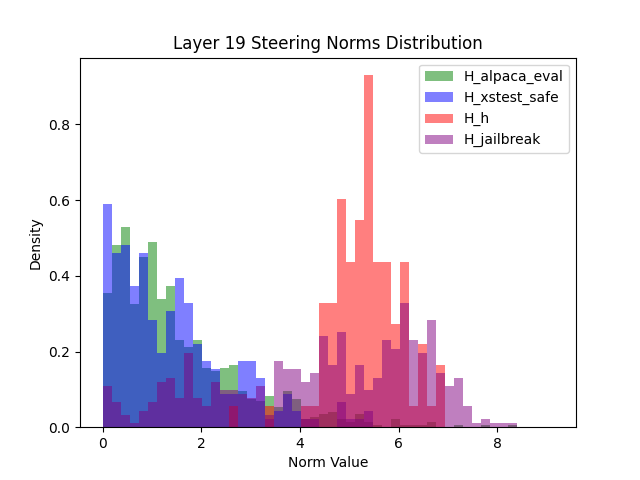 Layer 19 Steering Norms Distribution
H_alpaca_eval
H_xstest_safe
H_h
H_jailbreak
Density
0.8
0.6
0.4
0.2
0.0
0
2
4
6
8
Norm Value